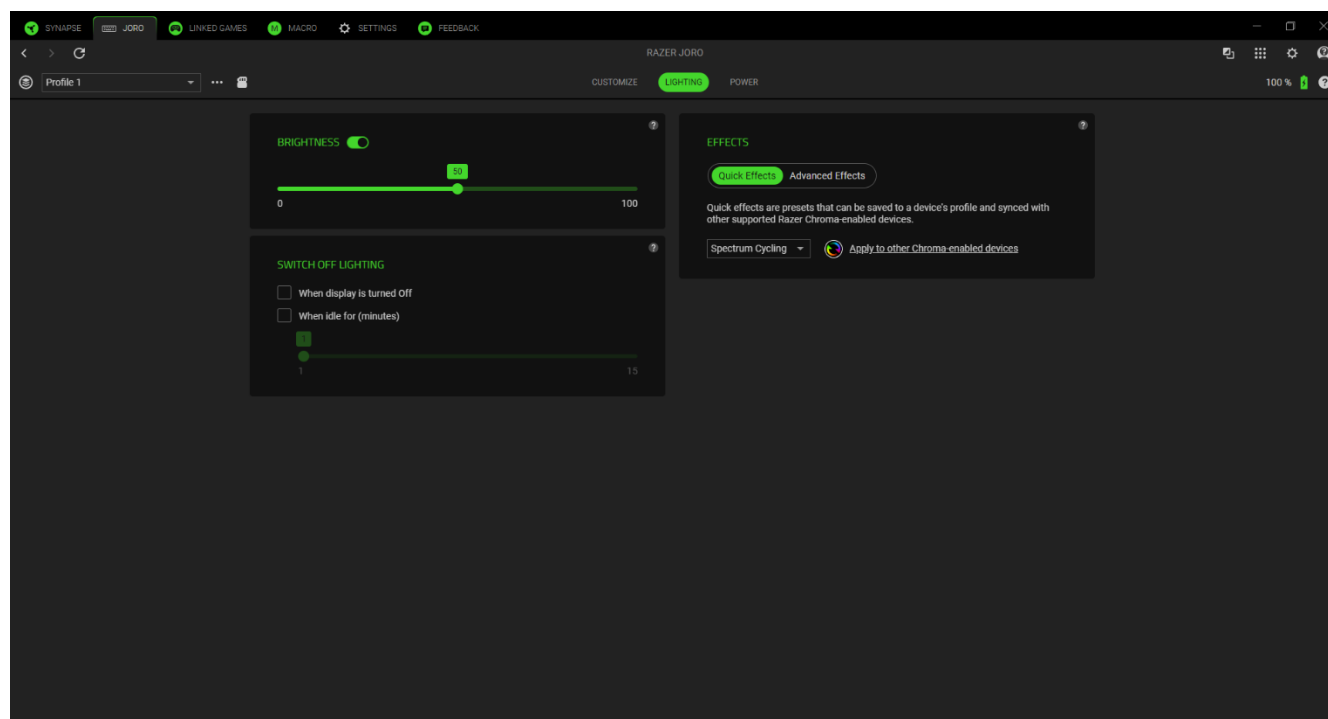 SYNAPSE JORO LINKED GAMES MACRO SETTINGS FEEDBACK
RAZER JORO
Profile 1 CUSTOMIZE LIGHTING POWER 100 %
BRIGHTNESS
50
0 100
SWITCH OFF LIGHTING
When display is turned Off
When idle for (minutes)
1
1 15
EFFECTS
Quick Effects Advanced Effects
Quick effects are presets that can be saved to a device's profile and synced with
other supported Razer Chroma-enabled devices.
Spectrum Cycling Apply to other Chroma-enabled devices